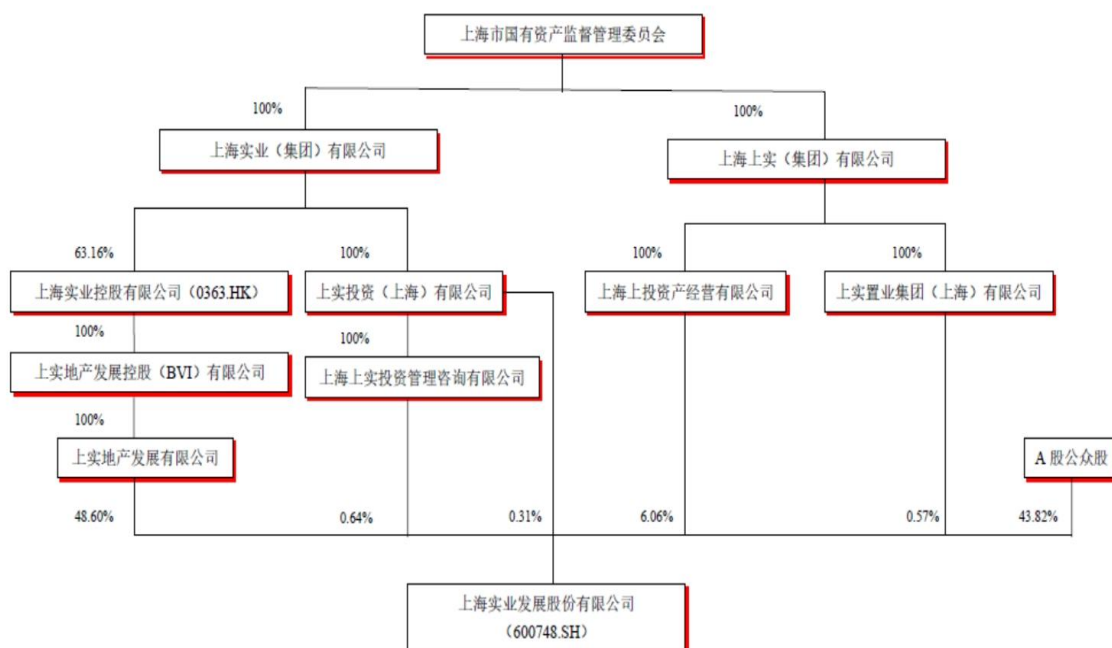 上海市国有资产监督管理委员会
100%
100%
上海实业（集团）有限公司
上海上实（集团）有限公司
63.16%
100%
100%
100%
上海实业控股有限公司（0363.HK）
上实投资（上海）有限公司
上海上投资产经营有限公司
上实置业集团（上海）有限公司
100%
100%
上实地产发展控股（BVI）有限公司
上海上实投资管理咨询有限公司
100%
上实地产发展有限公司
A 股公众股
48.60%
0.64%
0.31%
6.06%
0.57%
43.82%
上海实业发展股份有限公司
（600748.SH）